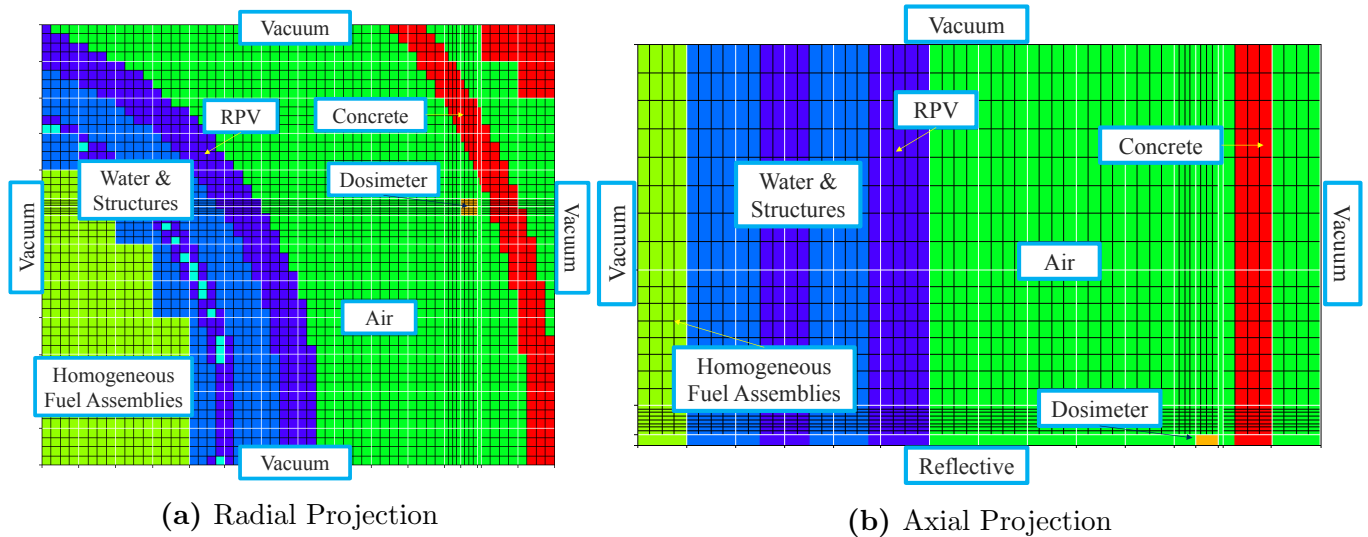 Vacuum
RPV
Concrete
Water &
Structures
Dosimeter
Vacuum
Vacuum
Air
Homogeneous
Fuel Assemblies
Vacuum
(a) Radial Projection
Vacuum
RPV
Concrete
Water &
Structures
Vacuum
Vacuum
Air
Homogeneous
Fuel Assemblies
Dosimeter
Reflective
(b) Axial Projection